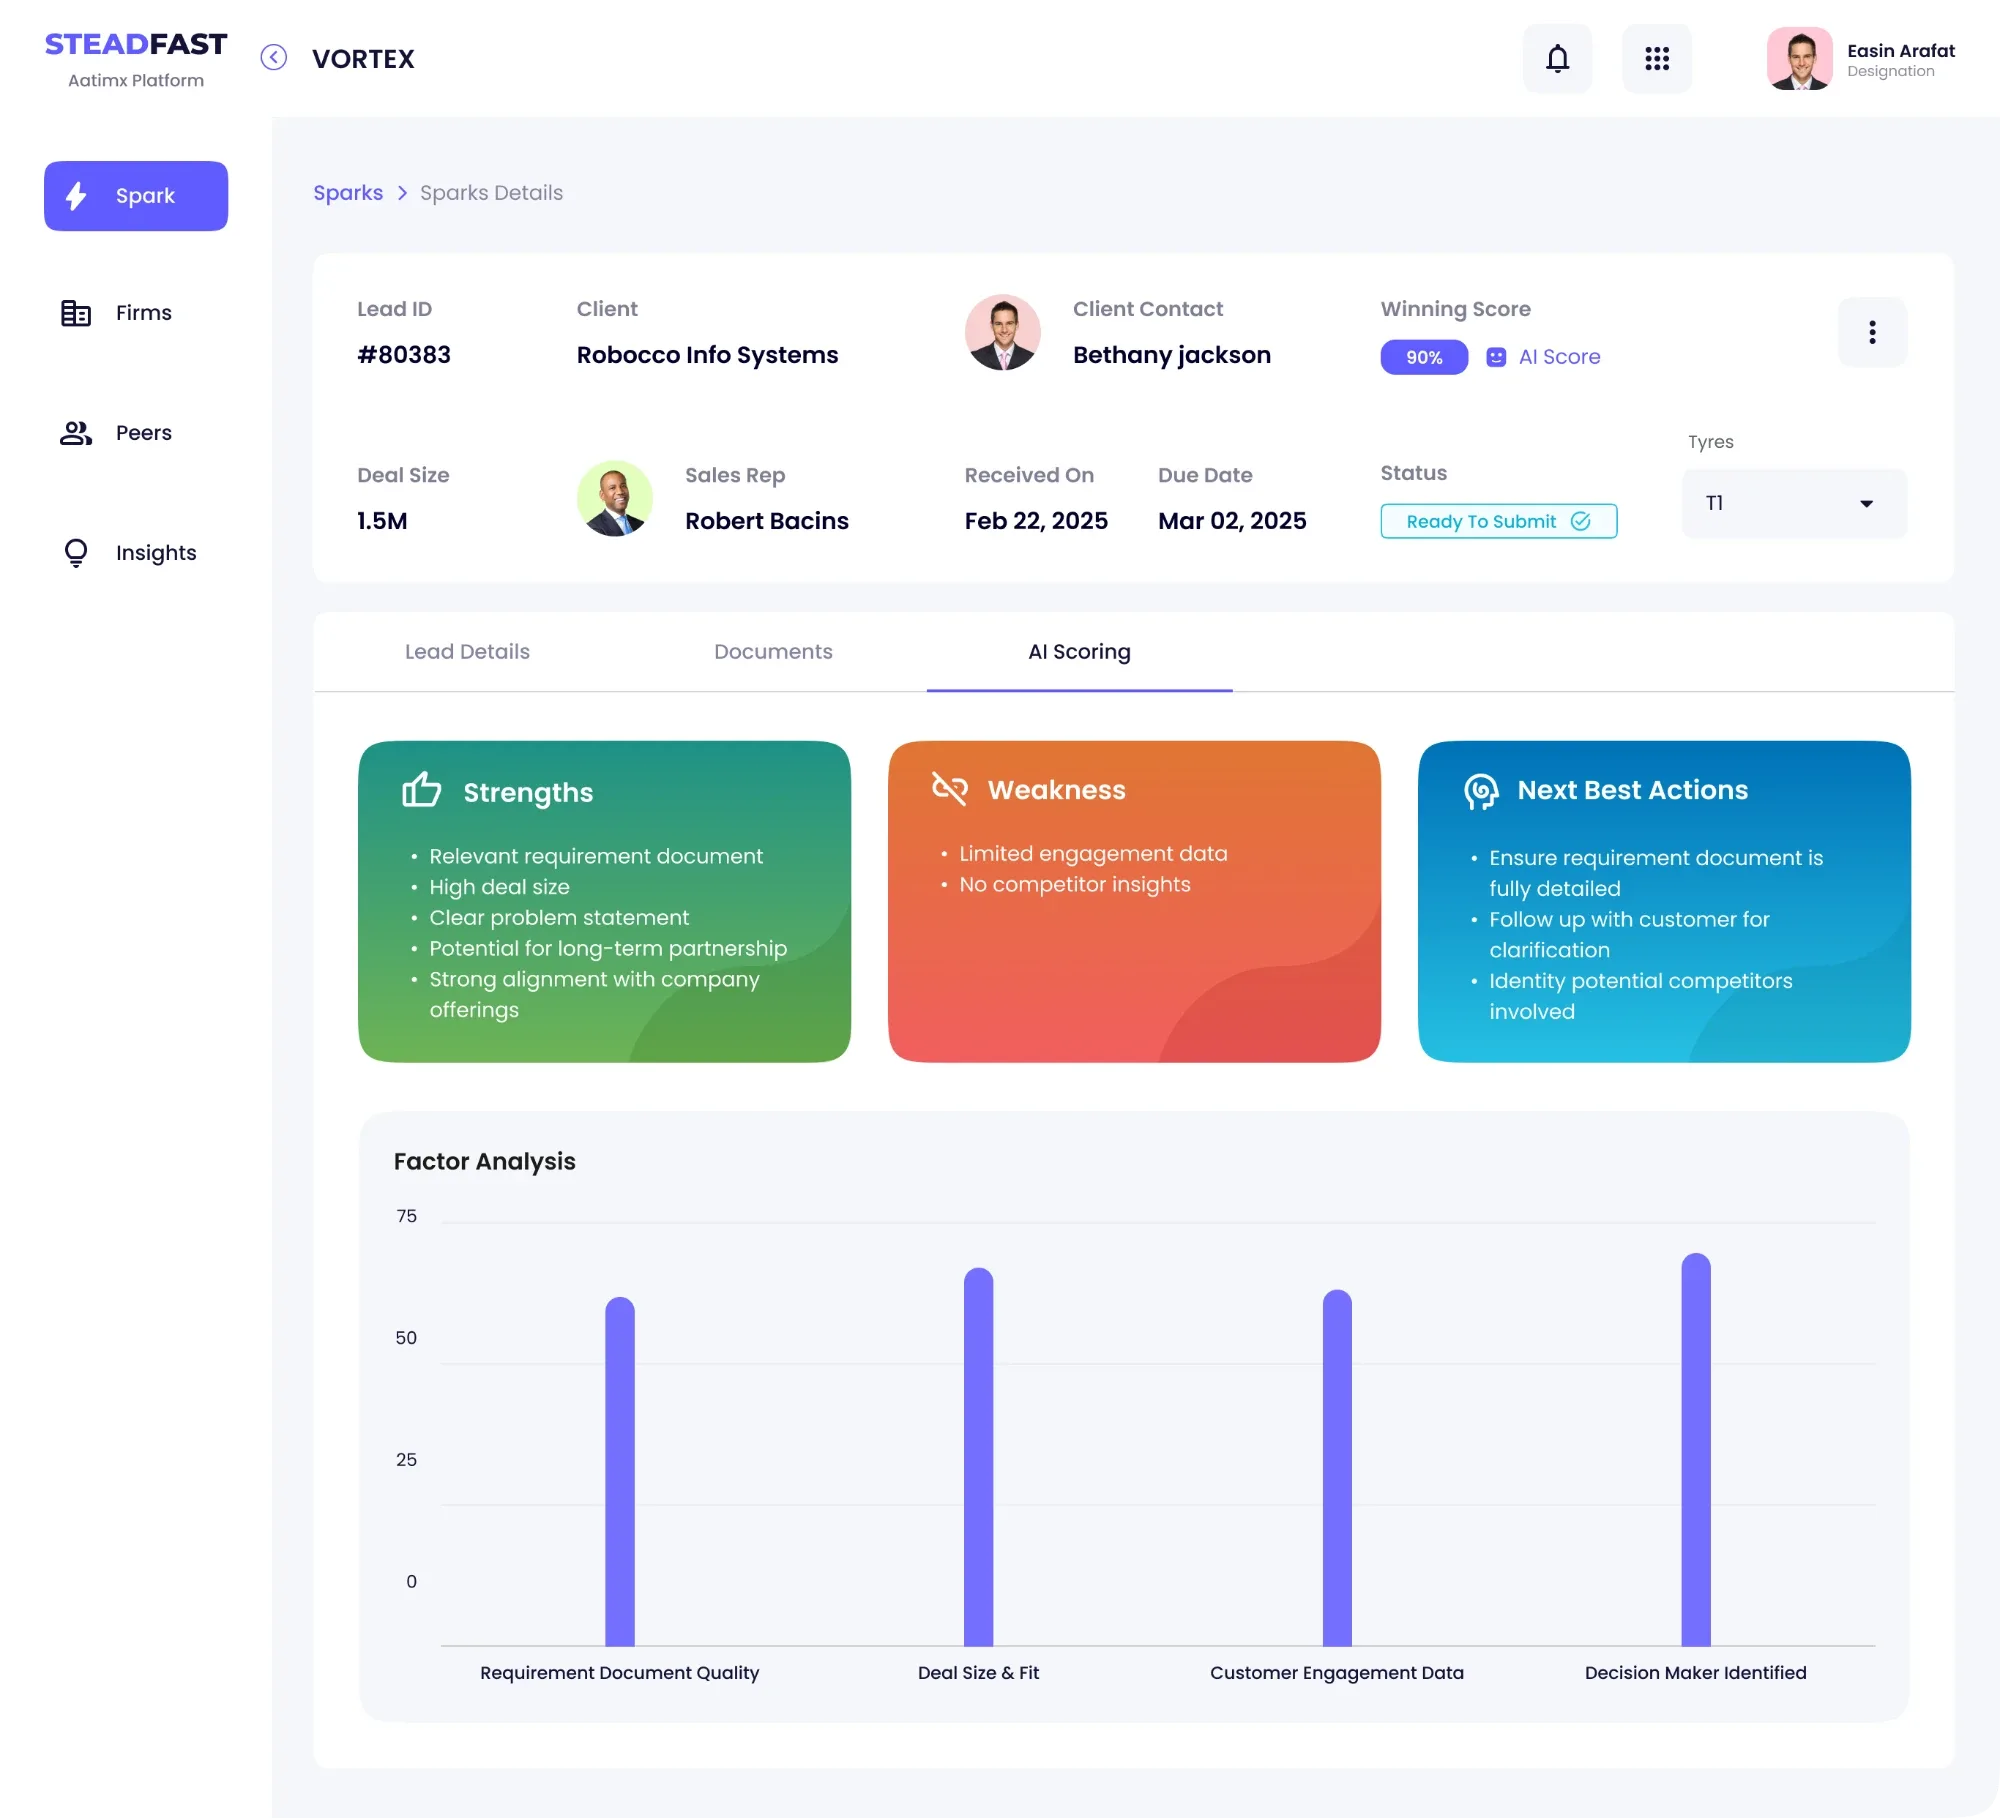 STEADFAST
Aatimx Platform
VORTEX
Easin Arafat
Designation
Spark
Firms
Peers
Insights
Sparks > Sparks Details
Lead ID
#80383
Client
Robocco Info Systems
Client Contact
Bethany jackson
Winning Score
90%
AI Score
Deal Size
1.5M
Sales Rep
Robert Bacins
Received On
Feb 22, 2025
Due Date
Mar 02, 2025
Status
Ready To Submit
Tyres
T1
Lead Details
Documents
AI Scoring
Strengths
• Relevant requirement document
• High deal size
• Clear problem statement
• Potential for long-term partnership
• Strong alignment with company
offerings
Weakness
• Limited engagement data
• No competitor insights
Next Best Actions
• Ensure requirement document is
fully detailed
• Follow up with customer for
clarification
• Identity potential competitors
involved
Factor Analysis
75
50
25
0
Requirement Document Quality
Deal Size & Fit
Customer Engagement Data
Decision Maker Identified